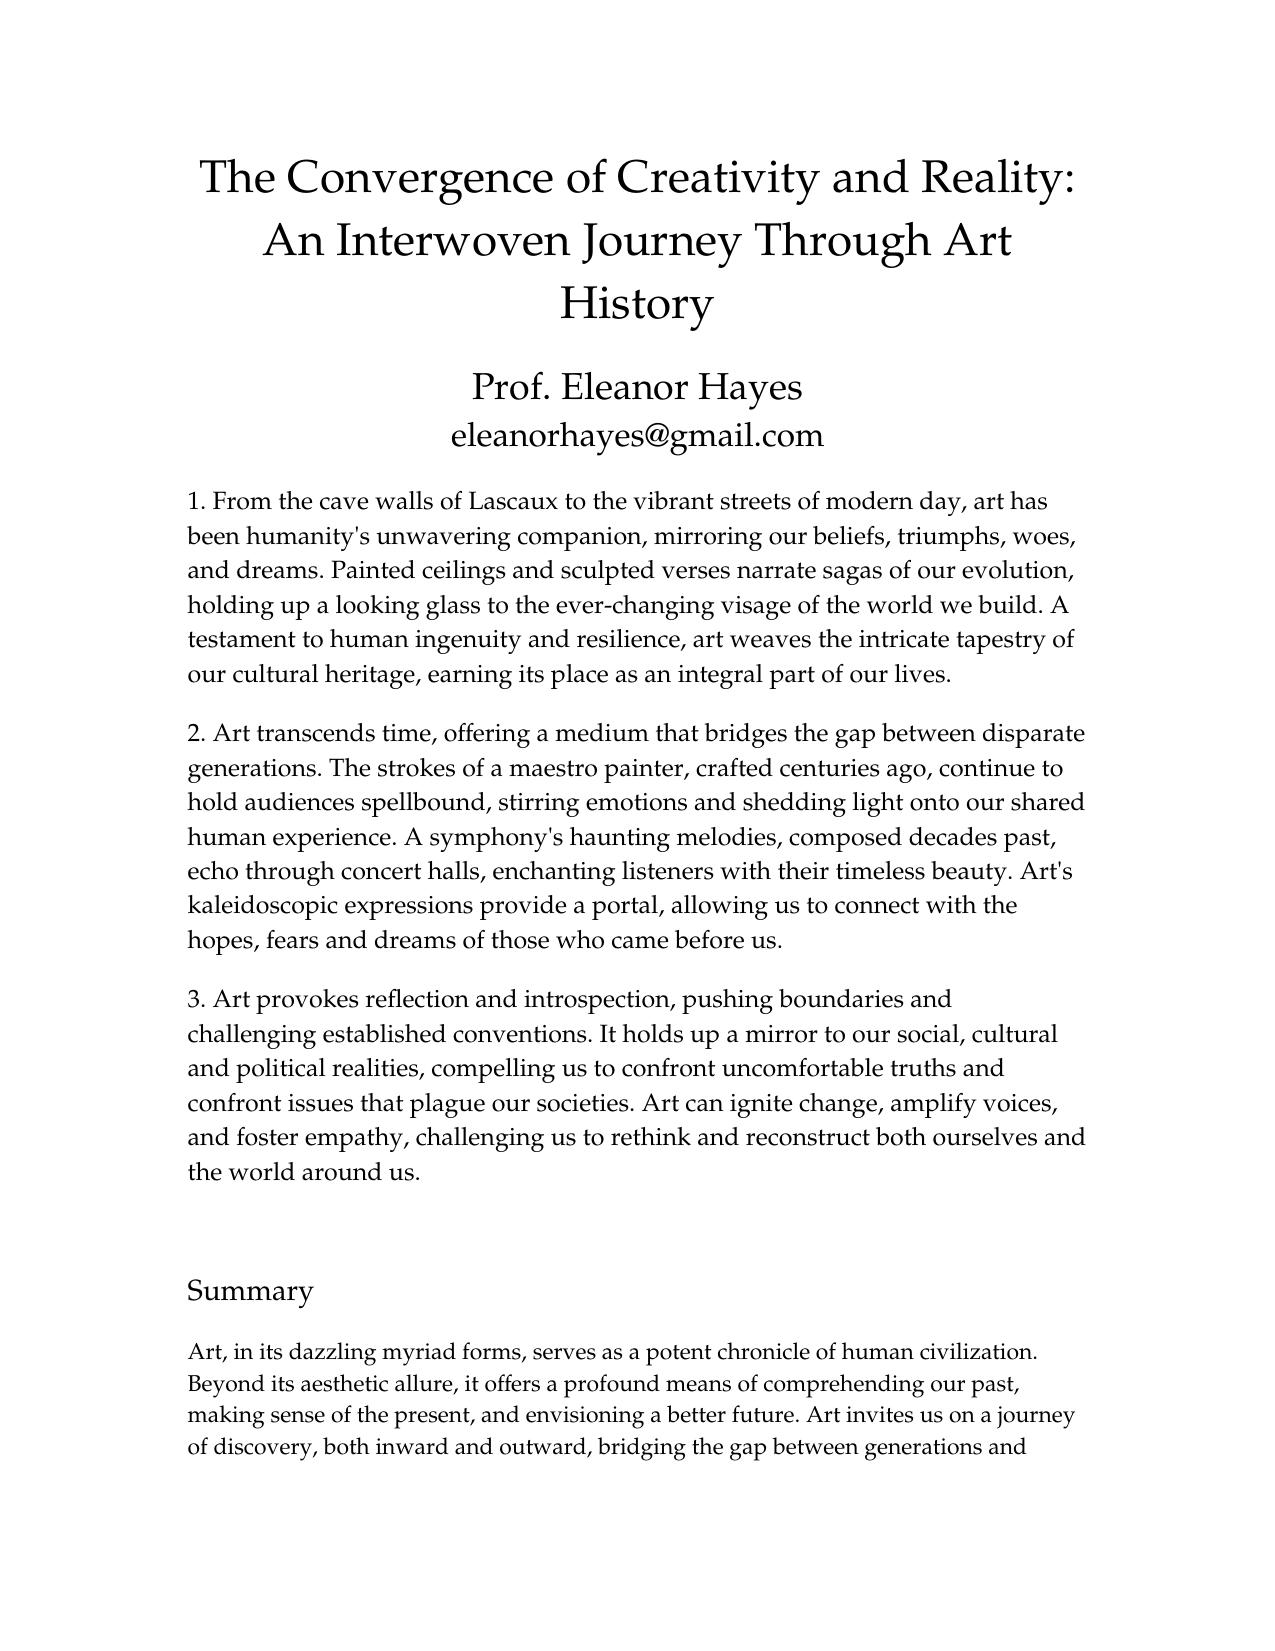 The Convergence of Creativity and Reality:
An Interwoven Journey Through Art
History
Prof. Eleanor Hayes
eleanorhayes@gmail.com
1. From the cave walls of Lascaux to the vibrant streets of modern day, art has
been humanity's unwavering companion, mirroring our beliefs, triumphs, woes,
and dreams. Painted ceilings and sculpted verses narrate sagas of our evolution,
holding up a looking glass to the ever-changing visage of the world we build. A
testament to human ingenuity and resilience, art weaves the intricate tapestry of
our cultural heritage, earning its place as an integral part of our lives.
2. Art transcends time, offering a medium that bridges the gap between disparate
generations. The strokes of a maestro painter, crafted centuries ago, continue to
hold audiences spellbound, stirring emotions and shedding light onto our shared
human experience. A symphony's haunting melodies, composed decades past,
echo through concert halls, enchanting listeners with their timeless beauty. Art's
kaleidoscopic expressions provide a portal, allowing us to connect with the
hopes, fears and dreams of those who came before us.
3. Art provokes reflection and introspection, pushing boundaries and
challenging established conventions. It holds up a mirror to our social, cultural
and political realities, compelling us to confront uncomfortable truths and
confront issues that plague our societies. Art can ignite change, amplify voices,
and foster empathy, challenging us to rethink and reconstruct both ourselves and
the world around us.
Summary
Art, in its dazzling myriad forms, serves as a potent chronicle of human civilization.
Beyond its aesthetic allure, it offers a profound means of comprehending our past,
making sense of the present, and envisioning a better future. Art invites us on a journey
of discovery, both inward and outward, bridging the gap between generations and